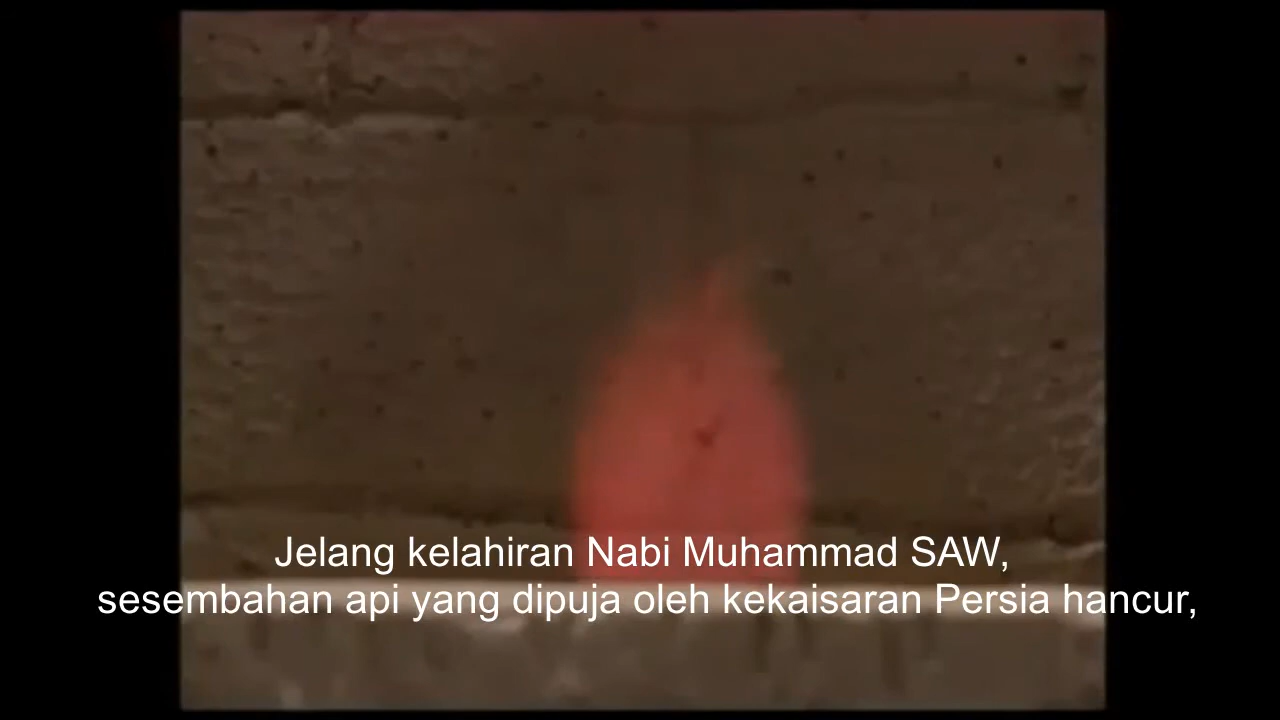 Jelang kelahiran Nabi Muhammad SAW,
sesembahan api yang dipuja oleh kekaisaran Persia hancur,